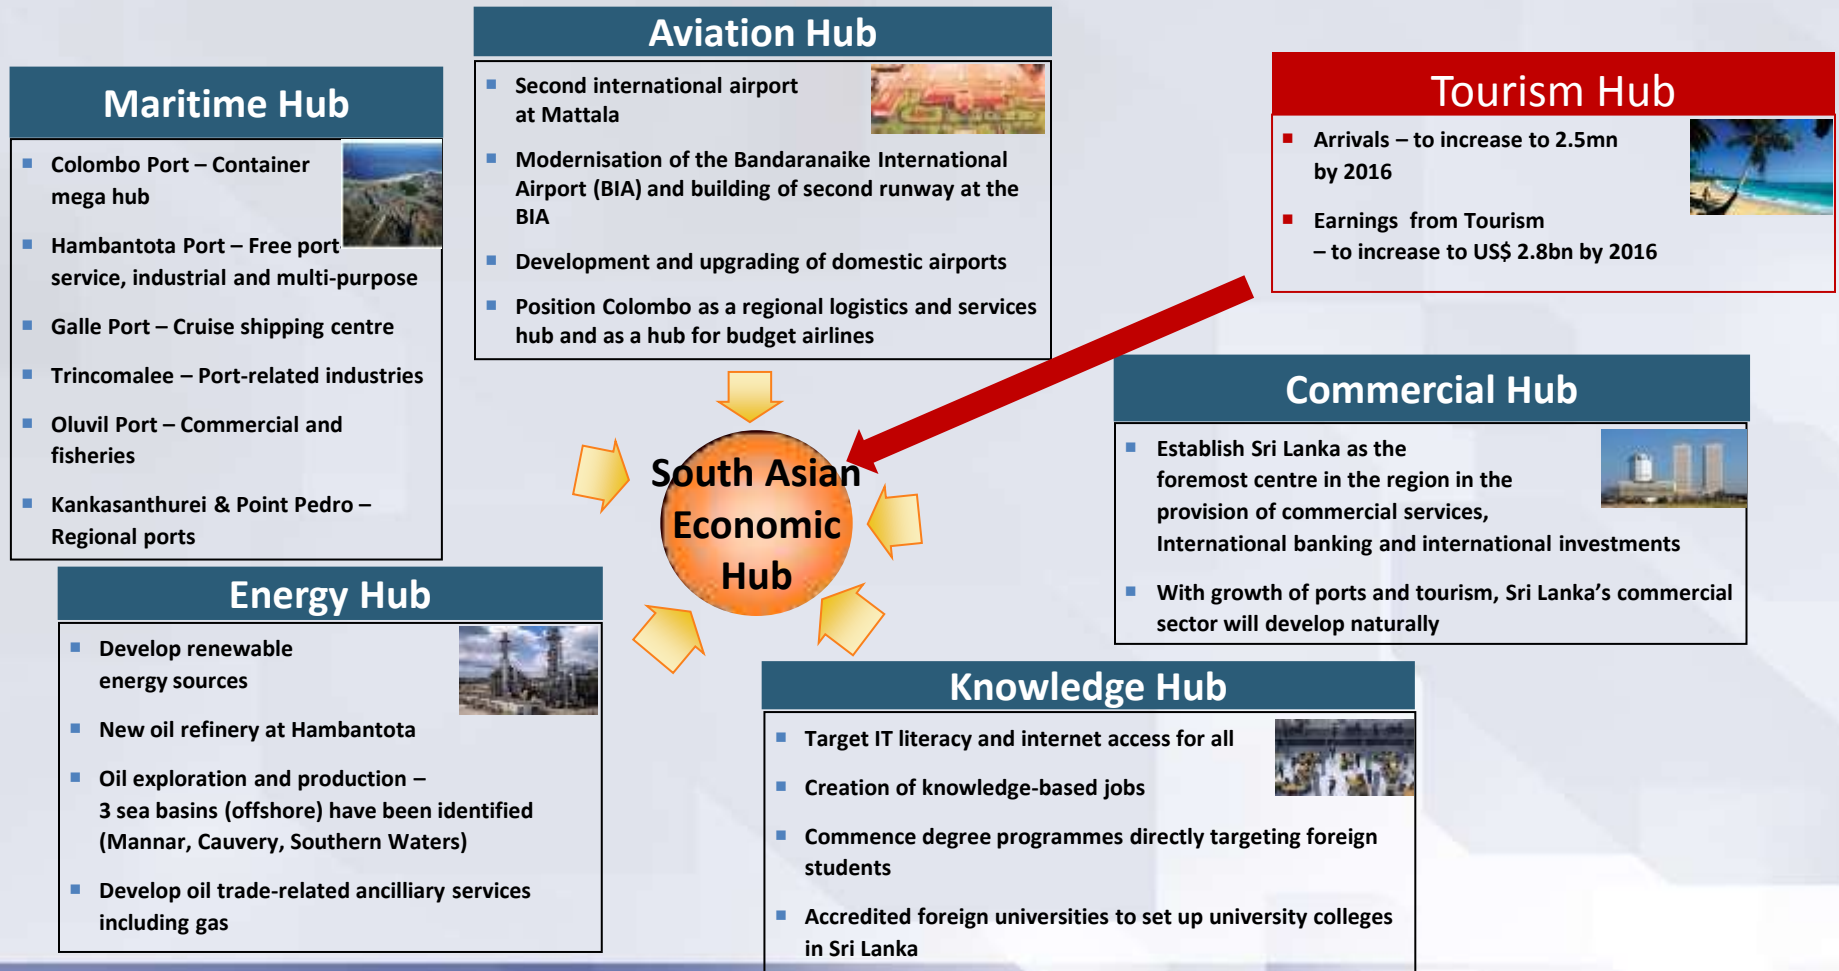 Aviation Hub
Second international airport
at Mattala
Modernisation of the Bandaranaike International
Airport (BIA) and building of second runway at the
BIA
Development and upgrading of domestic airports
Position Colombo as a regional logistics and services
hub and as a hub for budget airlines
Maritime Hub
Colombo Port – Container
mega hub
Hambantota Port – Free port
service, industrial and multi-purpose
Galle Port – Cruise shipping centre
Trincomalee – Port-related industries
Oluvil Port – Commercial and
fisheries
Kankasanthurei & Point Pedro –
Regional ports
Tourism Hub
Arrivals – to increase to 2.5mn
by 2016
Earnings from Tourism
– to increase to US$ 2.8bn by 2016
South Asian
Economic
Hub
Commercial Hub
Establish Sri Lanka as the
foremost centre in the region in the
provision of commercial services,
International banking and international investments
With growth of ports and tourism, Sri Lanka's commercial
sector will develop naturally
Energy Hub
Develop renewable
energy sources
New oil refinery at Hambantota
Oil exploration and production –
3 sea basins (offshore) have been identified
(Mannar, Cauvery, Southern Waters)
Develop oil trade-related ancilliary services
including gas
Knowledge Hub
Target IT literacy and internet access for all
Creation of knowledge-based jobs
Commence degree programmes directly targeting foreign
students
Accredited foreign universities to set up university colleges
in Sri Lanka